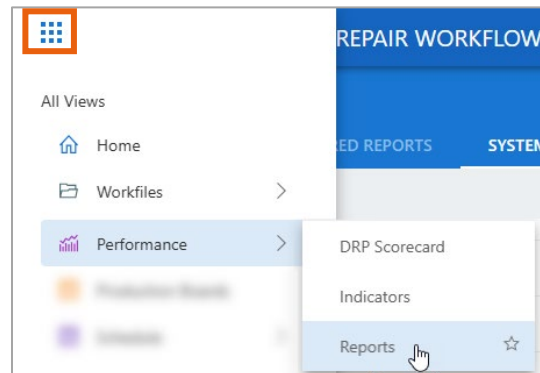 REPAIR WORKFLOW
All Views
Home
RED REPORTS SYSTEM
Workfiles
Performance
DRP Scorecard
Indicators
Reports